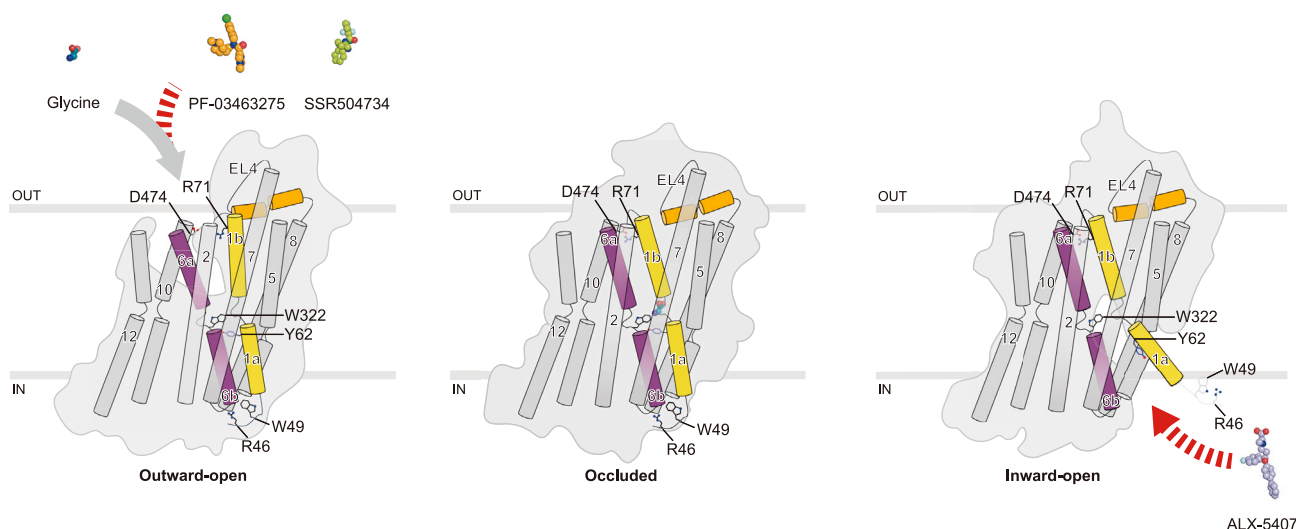 Glycine
PF-03463275
SSR504734
OUT
IN
D474
R71
EL4
6a
2
1b
7
8
5
10
12
W322
Y62
1a
6b
W49
R46
Outward-open
OUT
IN
D474
R71
EL4
6a
1b
7
8
5
10
2
12
1a
6b
W49
R46
Occluded
OUT
IN
D474
R71
EL4
6a
1b
7
8
5
10
2
12
W322
Y62
1a
6b
W49
R46
Inward-open
ALX-5407